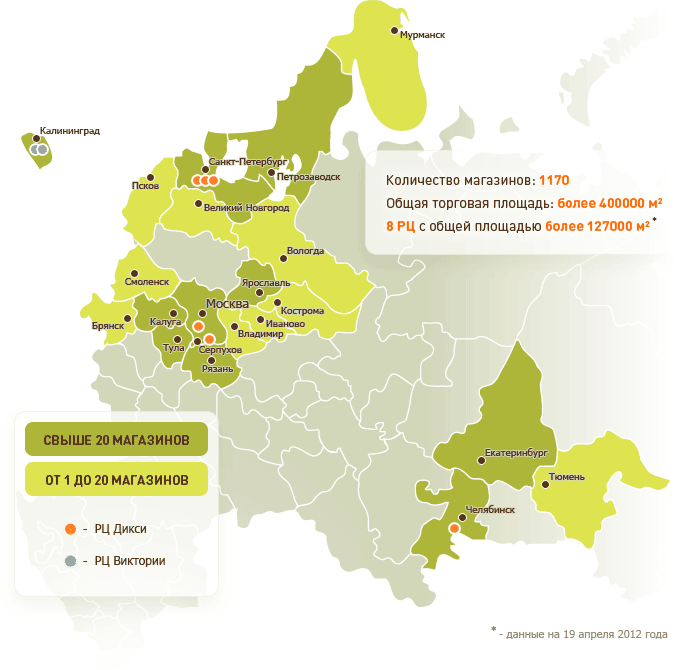 Мурманск
Калининград
Санкт-Петербург
Петрозаводск
Псков
Великий Новгород
Количество магазинов: 1170
Общая торговая площадь: более 400000 м²
8 РЦ с общей площадью более 127000 м² *
Вологда
Смоленск
Ярославль
Москва
Кострома
Калуга
Иваново
Брянск
Владимир
Тула
Серпухов
Рязань
СВЫШЕ 20 МАГАЗИНОВ
ОТ 1 ДО 20 МАГАЗИНОВ
- РЦ Дикси
- РЦ Виктории
Екатеринбург
Тюмень
Челябинск
* - данные на 19 апреля 2012 года